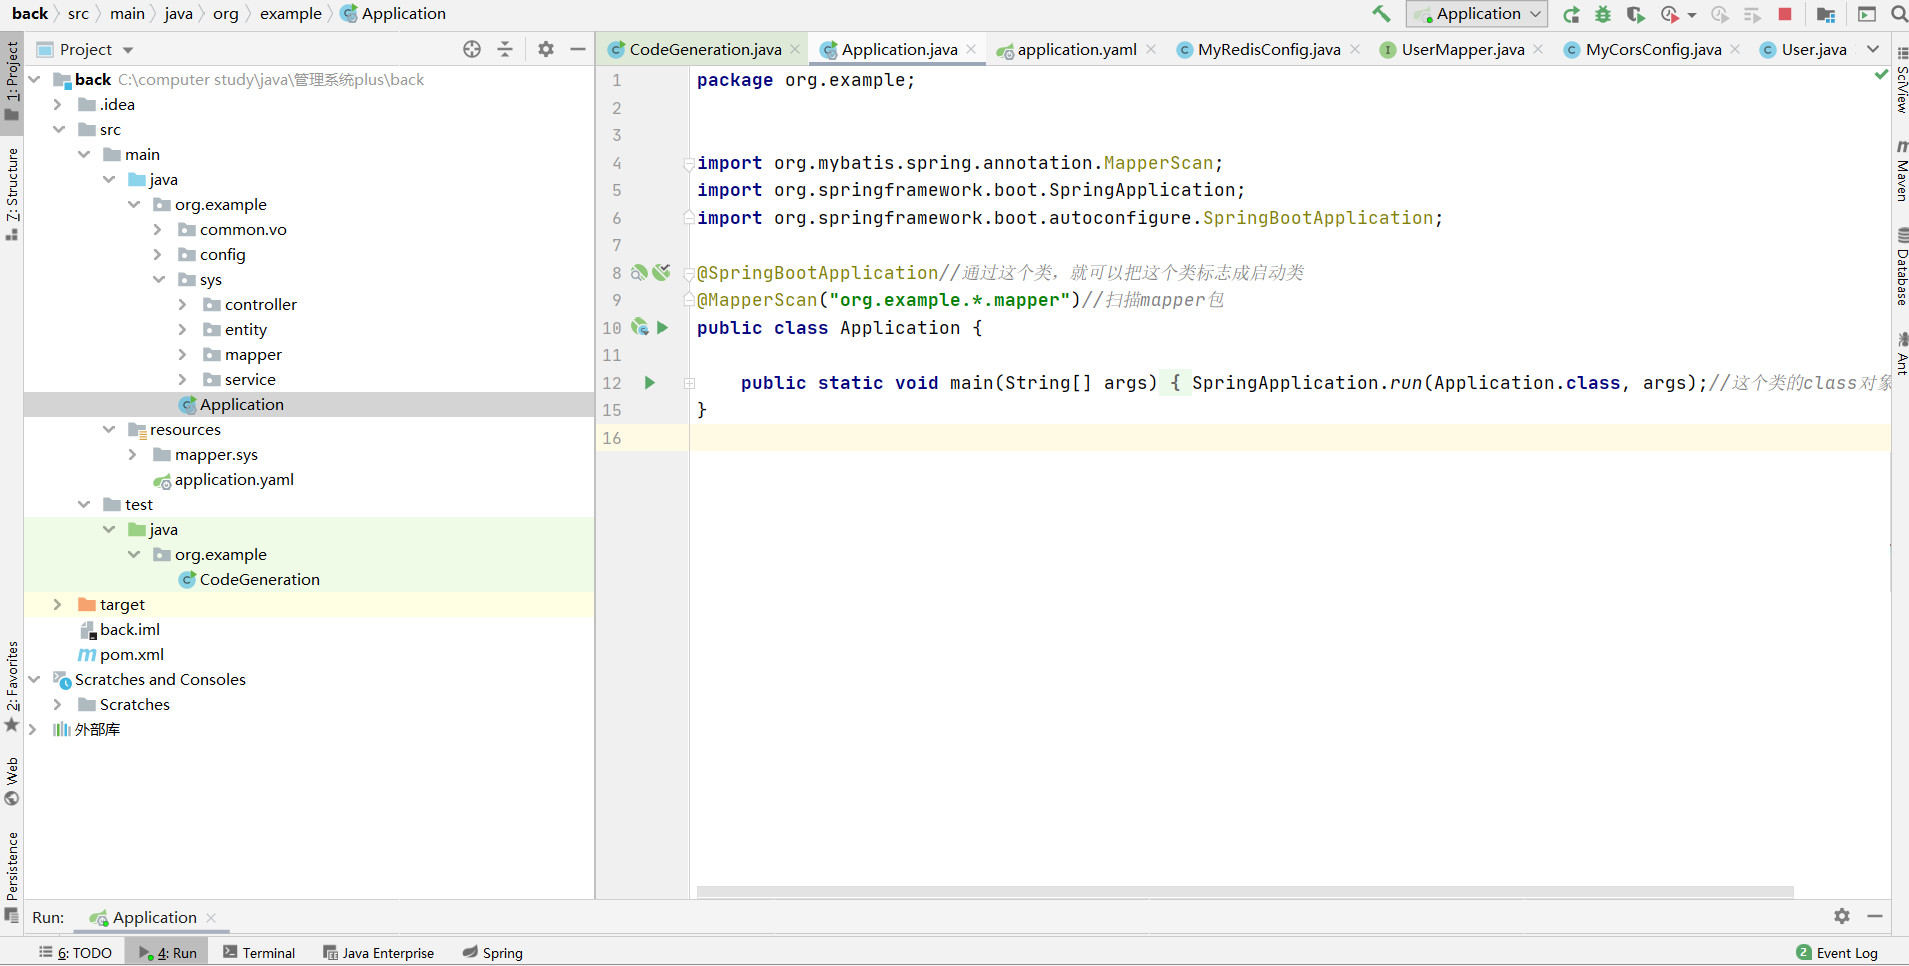 back src main java org example Application
Application
Project
CodeGeneration.java Application.java application.yaml MyRedisConfig.java UserMapper.java MyCorsConfig.java User.java
1: Project
7: Structure
2: Favorites
Web
Persistence
back C:\computer study\java\管理系统plus\back
.idea
src
main
java
org.example
common.vo
config
sys
controller
entity
mapper
service
Application
resources
mapper.sys
application.yaml
test
java
org.example
CodeGeneration
target
back.iml
pom.xml
Scratches and Consoles
Scratches
外部库
1 package org.example;
2
3
4 import org.mybatis.spring.annotation.MapperScan;
5 import org.springframework.boot.SpringApplication;
6 import org.springframework.boot.autoconfigure.SpringBootApplication;
7
8 @SpringBootApplication//通过这个类，就可以把这个类标志成启动类
9 @MapperScan("org.example.*.mapper")//扫描mapper包
10 public class Application {
11
12 public static void main(String[] args) { SpringApplication.run(Application.class, args);//这个类的class对象
15 }
16
SciView
Maven
Database
Ant
Run: Application
6: TODO 4: Run Terminal Java Enterprise Spring 2 Event Log